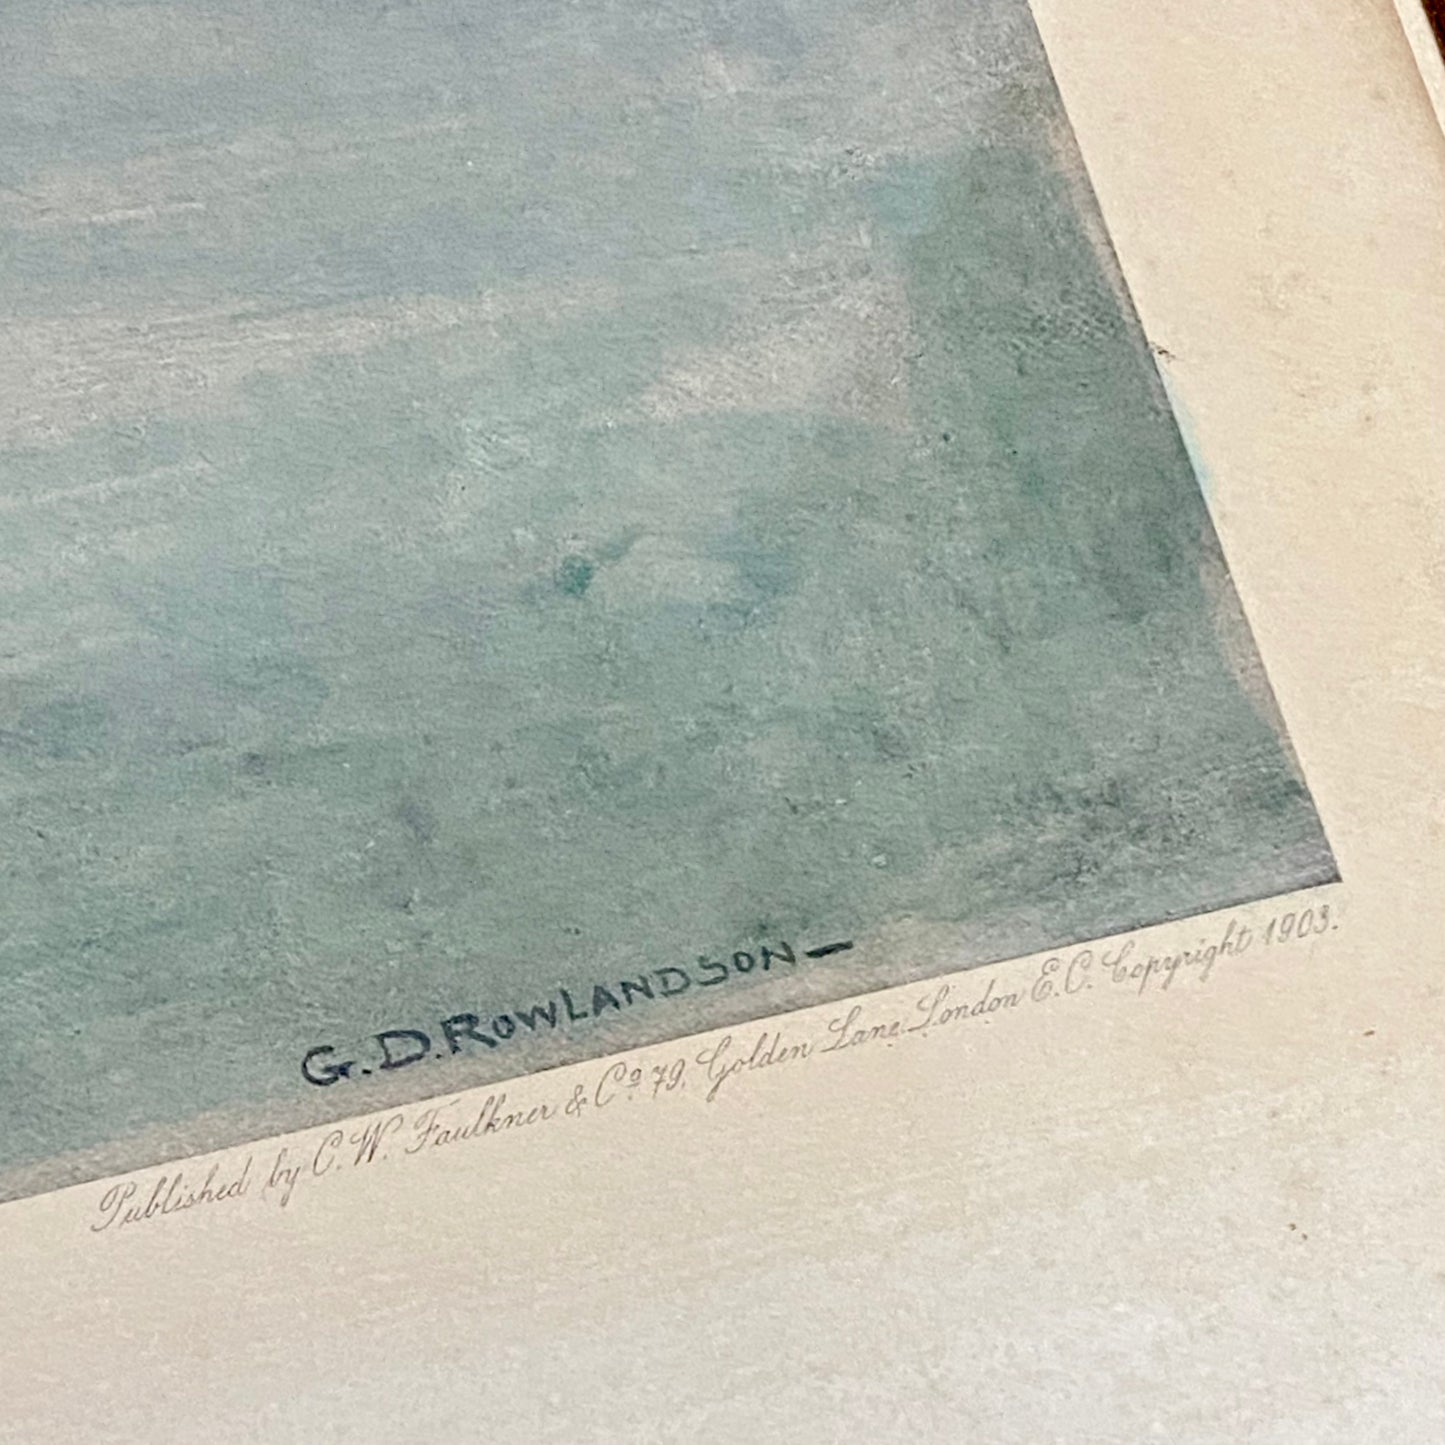 G.D.ROWLANDSON—
Published by C.W. Faulkner & Cº 79, Golden Lane, London E.C. Copyright 1903.